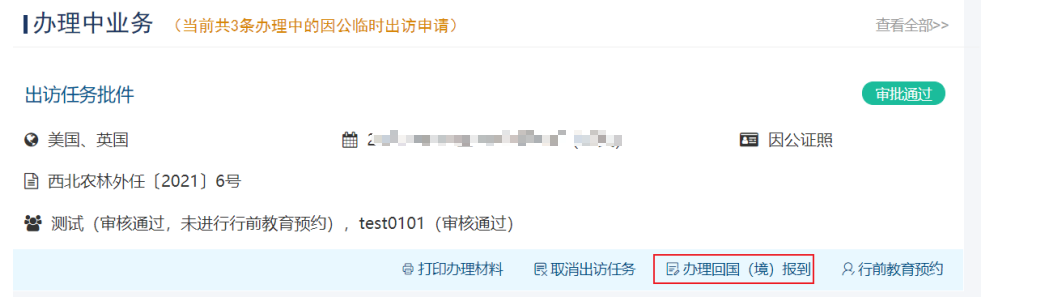 办理中业务 （当前共3条办理中的因公临时出访申请） 查看全部>>
出访任务批件 审批通过
美国、英国 因公证照
西北农林外任〔2021〕6号
测试（审核通过，未进行行前教育预约）, test0101（审核通过）
打印办理材料 取消出访任务 办理回国（境）报到 行前教育预约